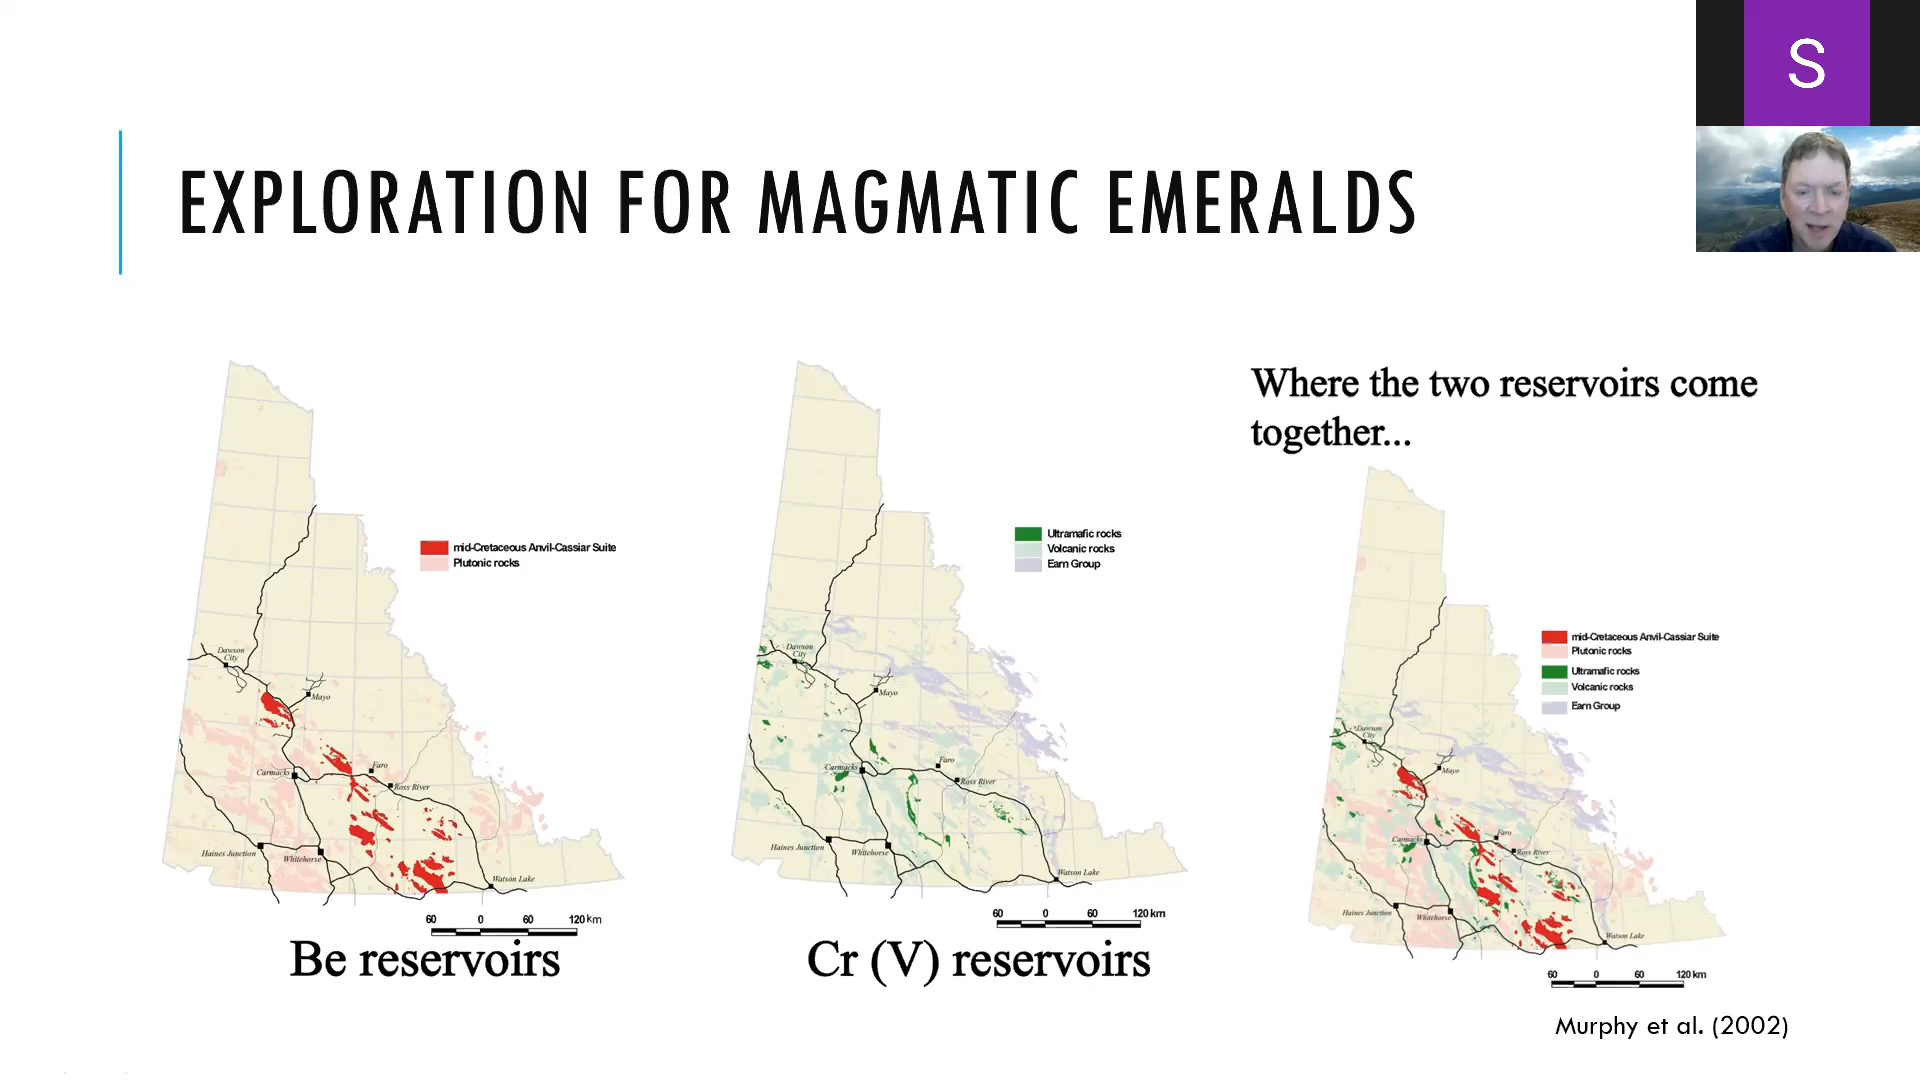 S
EXPLORATION FOR MAGMATIC EMERALDS
mid-Cretaceous Anvil-Cassiar Suite
Plutonic rocks
Dawson
City
Mayo
Faro
Carmacks
Ross River
Haines Junction
Whitehorse
Watson Lake
60 0 60 120 km
Be reservoirs
Ultramafic rocks
Volcanic rocks
Earn Group
Dawson
City
Mayo
Faro
Carmacks
Ross River
Haines Junction
Whitehorse
Watson Lake
60 0 60 120 km
Cr (V) reservoirs
Where the two reservoirs come
together...
mid-Cretaceous Anvil-Cassiar Suite
Plutonic rocks
Ultramafic rocks
Volcanic rocks
Earn Group
Dawson
City
Mayo
Faro
Carmacks
Ross River
Haines Junction
Whitehorse
Watson Lake
60 0 60 120 km
Murphy et al. (2002)